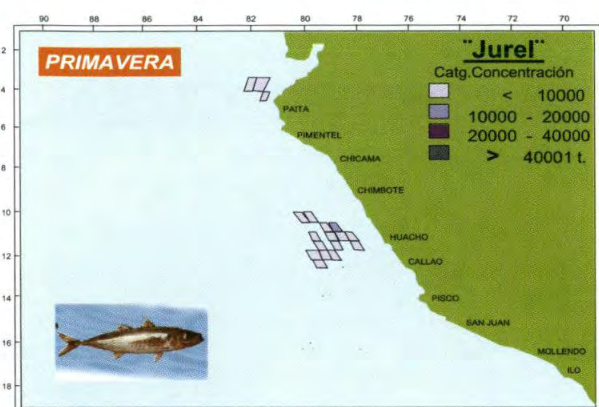 90 88 86 84 82 80 78 76 74 72 70
PRIMAVERA
"Jurel"
Catg.Concentración
< 10000
10000 - 20000
20000 - 40000
> 40001 t.
2
4
6
8
10
12
14
16
18
PAITA
PIMENTEL
CHICAMA
CHIMBOTE
HUACHO
CALLAO
PISCO
SAN JUAN
MOLLENDO
ILO